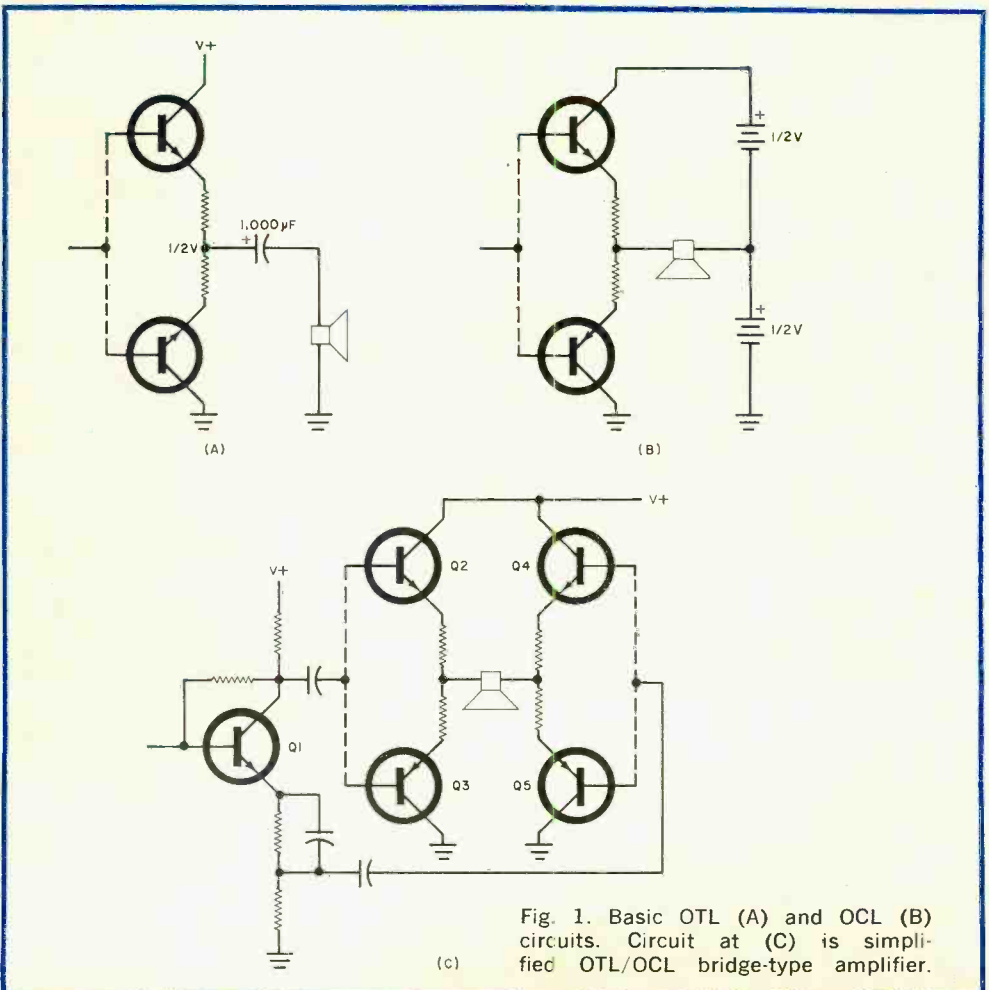 V+
1/2V
1,000µF
+
(A)
+
1/2V
+
1/2V
(B)
V+
V+
Q2
Q4
Q1
Q3
Q5
(C)
Fig. 1. Basic OTL (A) and OCL (B)
circuits. Circuit at (C) is simpli-
fied OTL/OCL bridge-type amplifier.